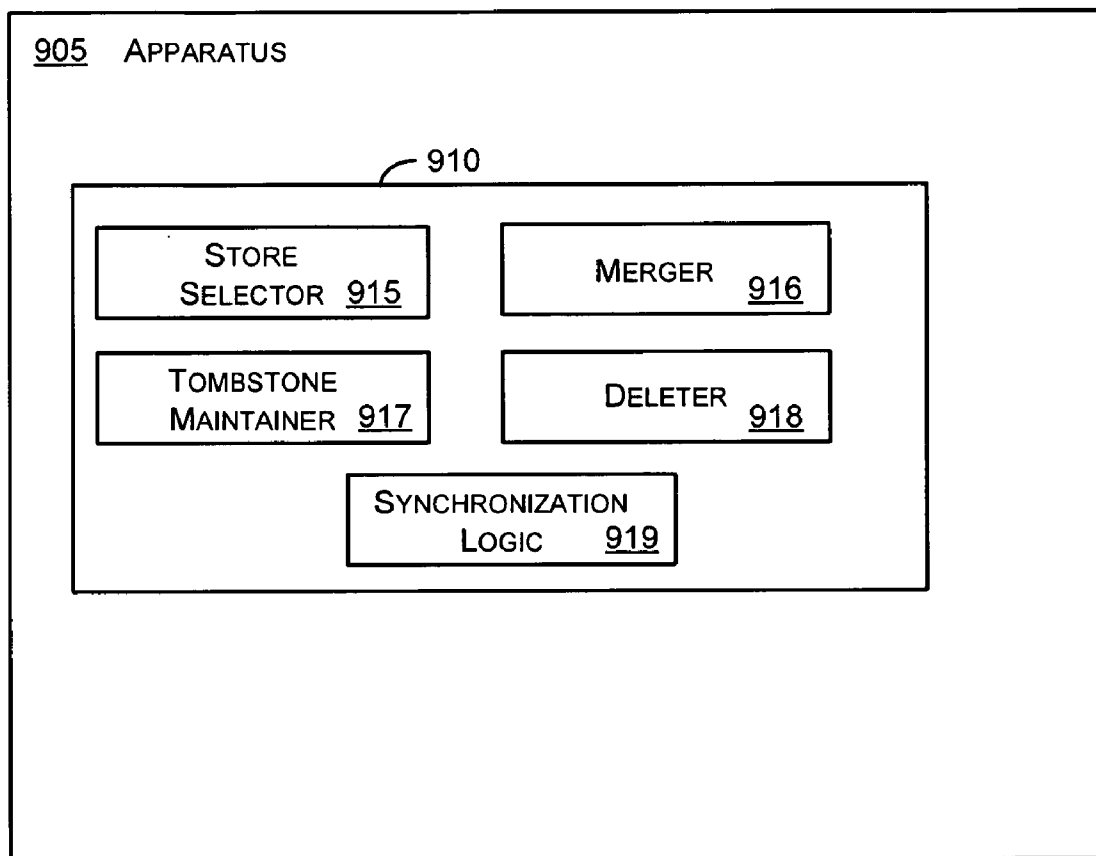 905 APPARATUS
910
STORE
SELECTOR 915
MERGER
916
TOMBSTONE
MAINTAINER 917
DELETER
918
SYNCHRONIZATION
LOGIC 919